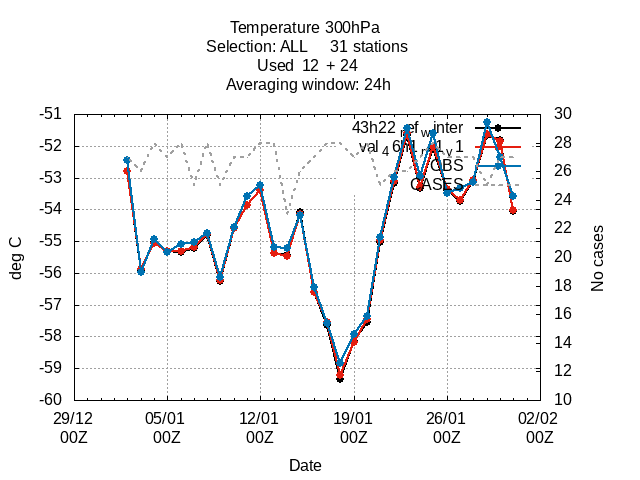 Temperature 300hPa
Selection: ALL 31 stations
Used 12 + 24
Averaging window: 24h
-51
-52
-53
-54
-55
-56
-57
-58
-59
-60
deg C
30
28
26
24
22
20
18
16
14
12
10
No cases
43h22 ref winter
OBS
CASES
29/12 05/01 12/01 19/01 26/01 02/02
00Z 00Z 00Z 00Z 00Z 00Z
Date